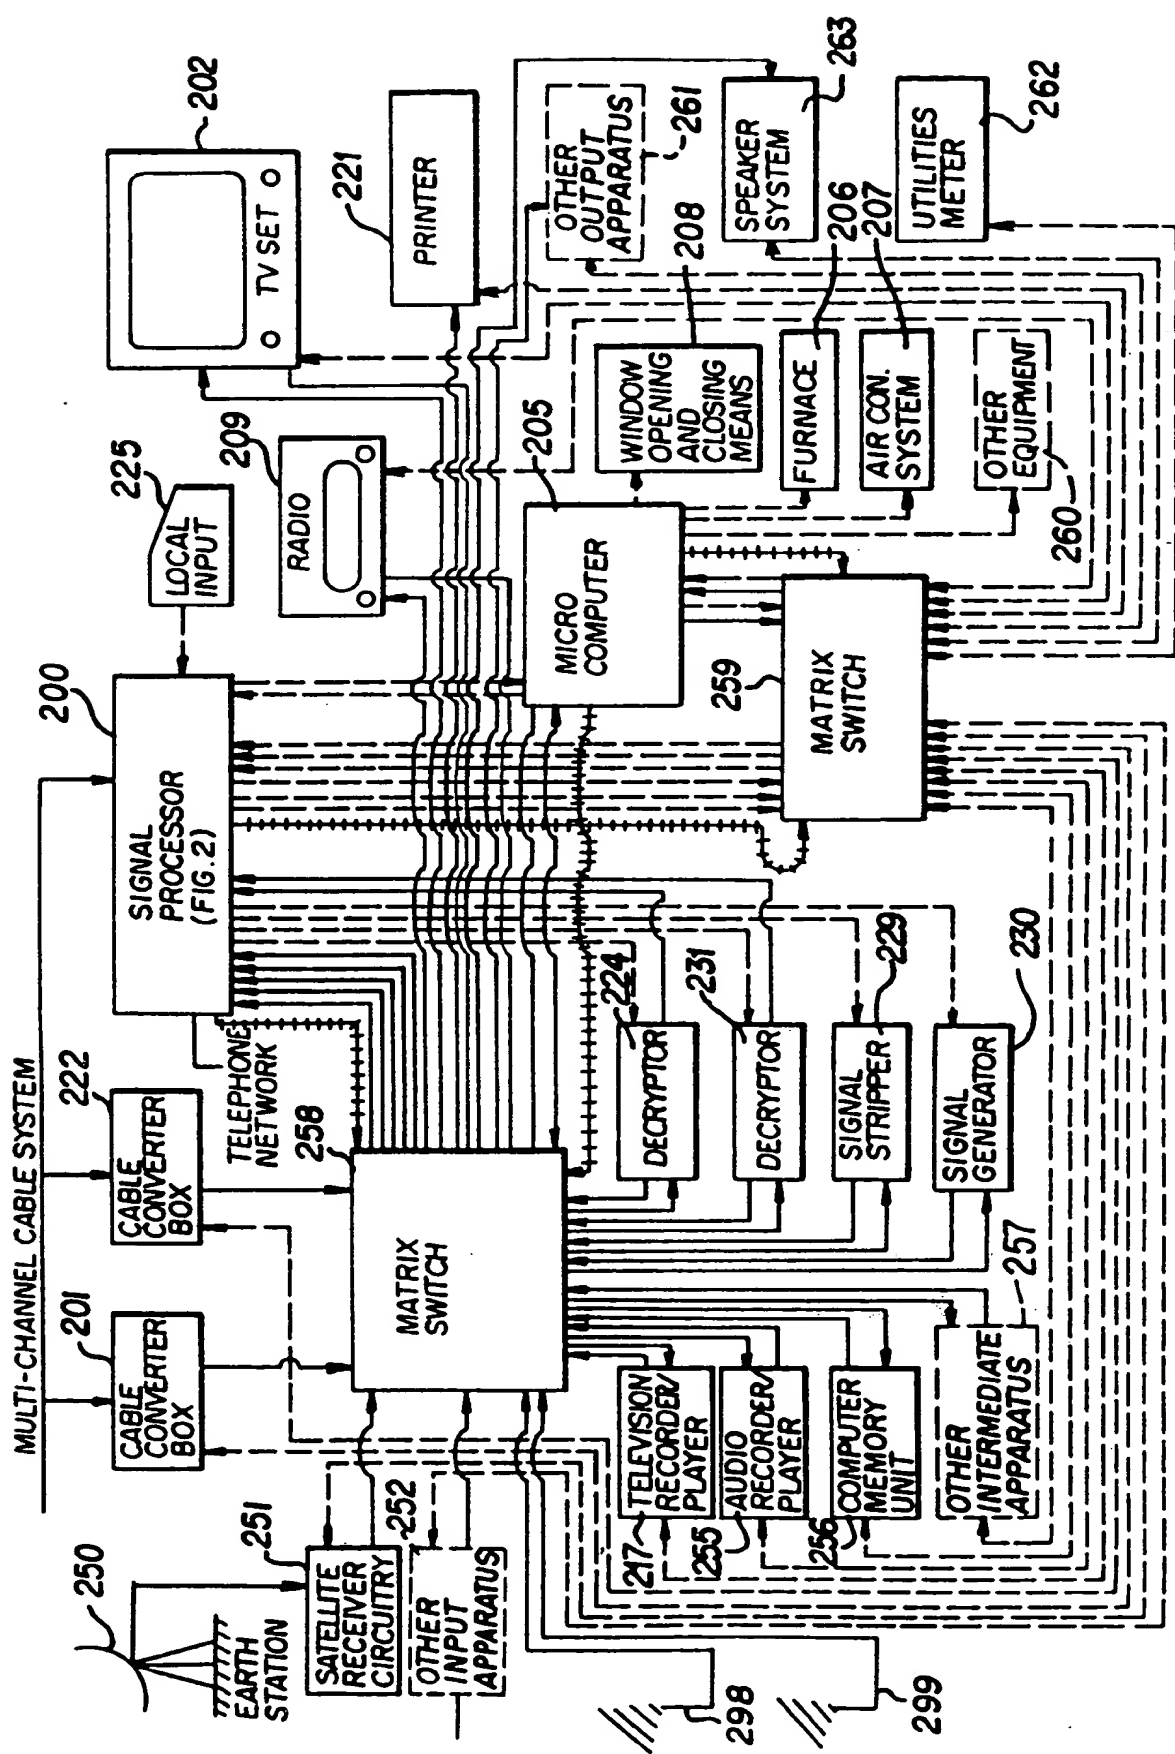 MULTI-CHANNEL CABLE SYSTEM
250
EARTH
STATION
251
SATELLITE
RECEIVER
CIRCUITRY
252
OTHER
INPUT
APPARATUS
298
299
201
CABLE
CONVERTER
BOX
222
CABLE
CONVERTER
BOX
TELEPHONE
NETWORK
258
MATRIX
SWITCH
200
SIGNAL
PROCESSOR
(FIG. 2)
225
LOCAL
INPUT
209
RADIO
202
TV SET
221
PRINTER
OTHER
OUTPUT
APPARATUS
261
SPEAKER
SYSTEM
263
UTILITIES
METER
262
205
MICRO
COMPUTER
208
WINDOW
OPENING
AND
CLOSING
MEANS
206
FURNACE
207
AIR CON.
SYSTEM
OTHER
EQUIPMENT
260
259
MATRIX
SWITCH
224
DECRYPTOR
231
DECRYPTOR
229
SIGNAL
STRIPPER
230
SIGNAL
GENERATOR
217
TELEVISION
RECORDER/
PLAYER
255
AUDIO
RECORDER/
PLAYER
256
COMPUTER
MEMORY
UNIT
257
OTHER
INTERMEDIATE
APPARATUS